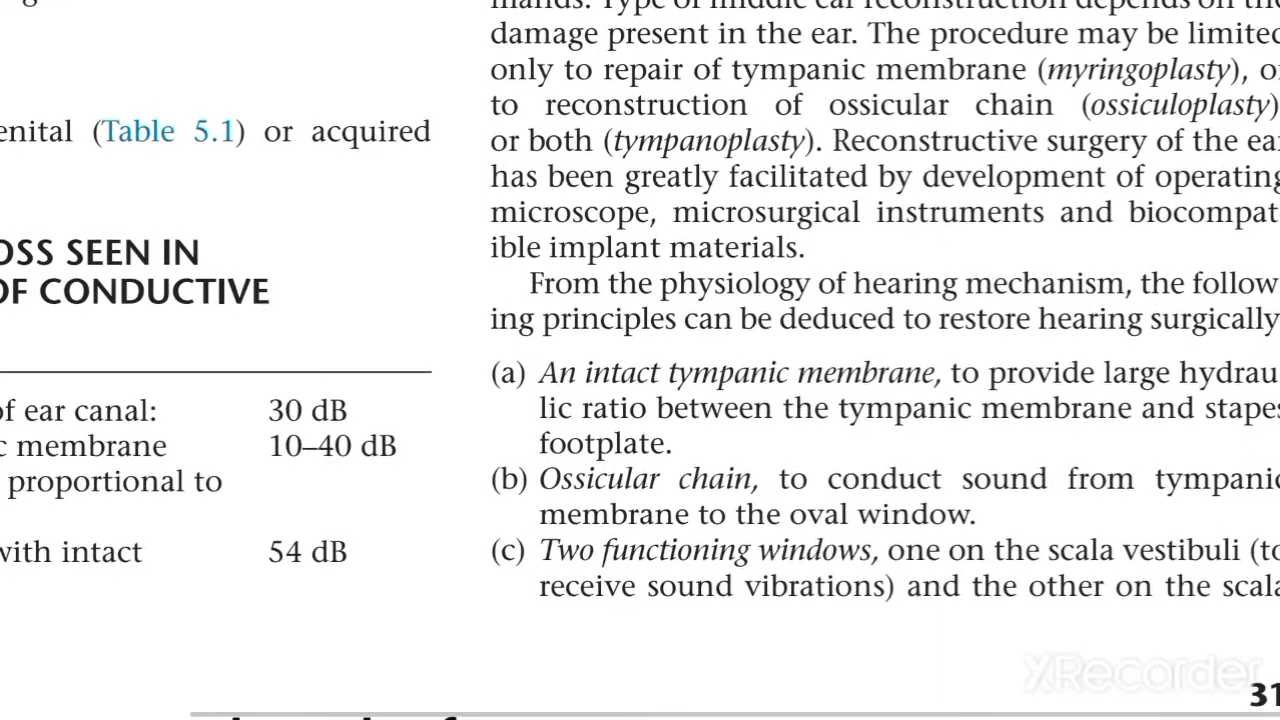 enital (Table 5.1) or acquired
OSS SEEN IN
OF CONDUCTIVE
of ear canal: 30 dB
c membrane 10–40 dB
proportional to
with intact 54 dB
damage present in the ear. The procedure may be limited
only to repair of tympanic membrane (myringoplasty), o
to reconstruction of ossicular chain (ossiculoplasty)
or both (tympanoplasty). Reconstructive surgery of the ear
has been greatly facilitated by development of operating
microscope, microsurgical instruments and biocompat-
ible implant materials.
From the physiology of hearing mechanism, the follow-
ing principles can be deduced to restore hearing surgically
(a) An intact tympanic membrane, to provide large hydrau-
lic ratio between the tympanic membrane and stapes
footplate.
(b) Ossicular chain, to conduct sound from tympanic
membrane to the oval window.
(c) Two functioning windows, one on the scala vestibuli (to
receive sound vibrations) and the other on the scala
XRecorder
31